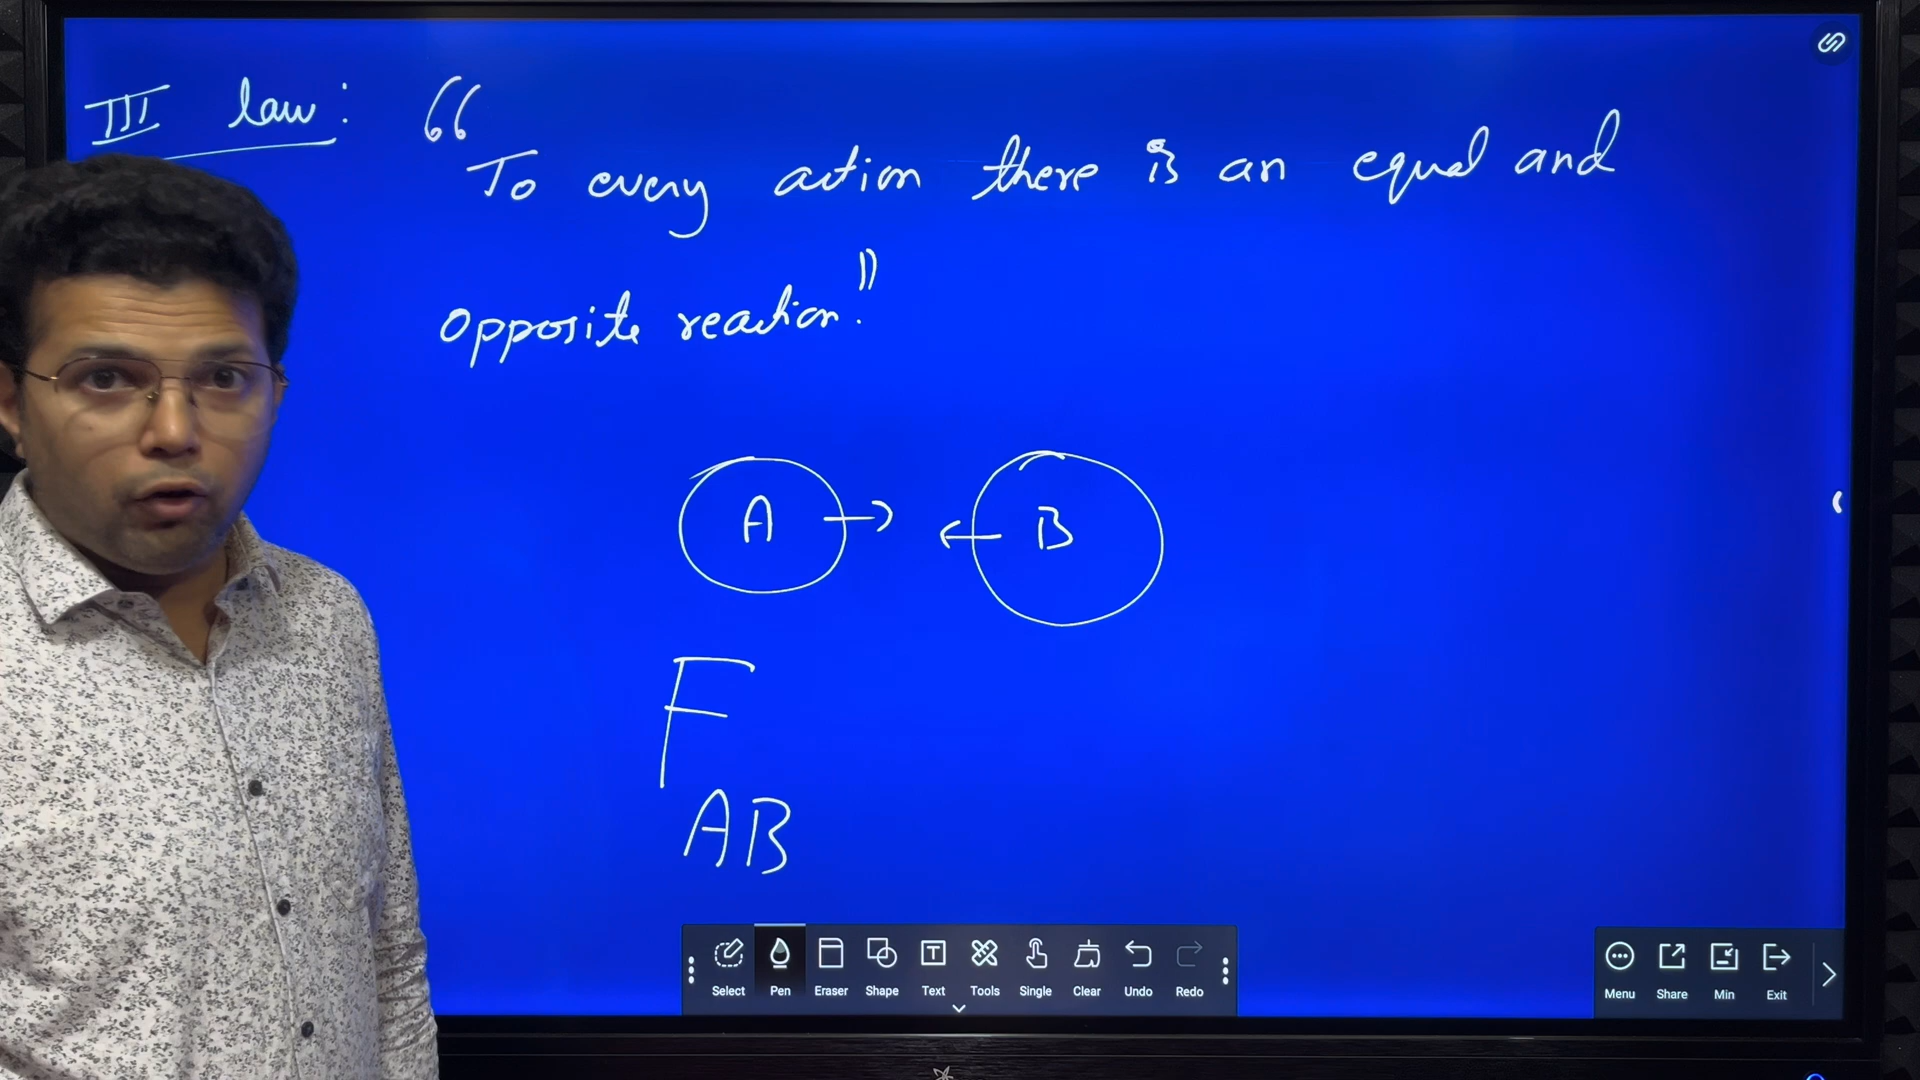 III law: “
To every action there is an equal and
opposite reaction.”
A B
F
AB
Select Pen Eraser Shape Text Tools Single Clear Undo Redo
Menu Share Min Exit